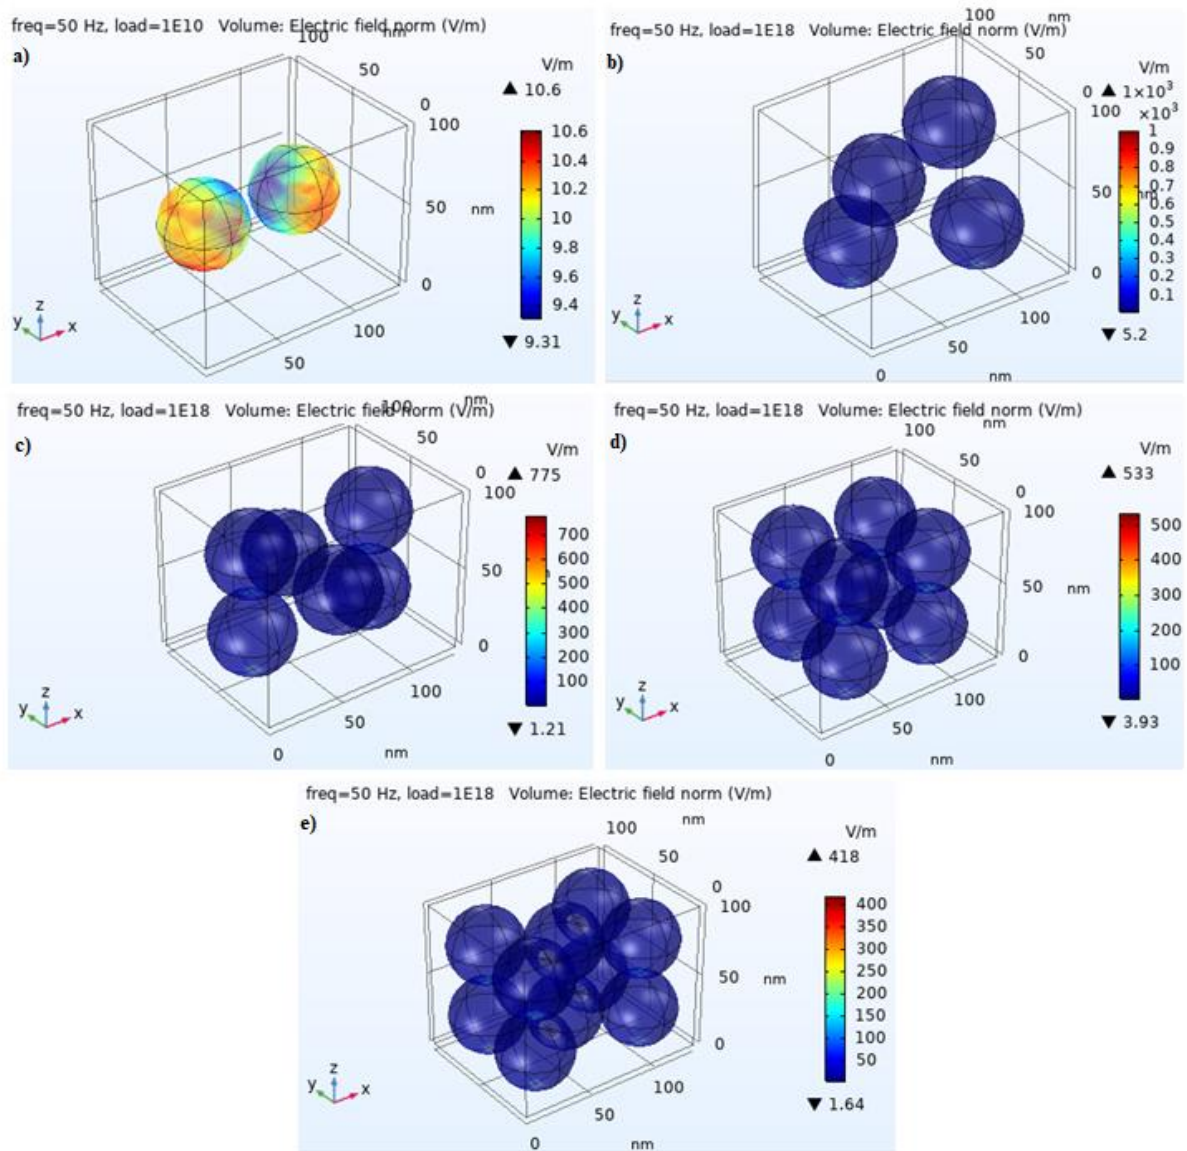 freq=50 Hz, load=1E10 Volume: Electric field norm (V/m)
a)
100
nm
50
0
100
50
nm
0
100
50
z
y
x
V/m
▲ 10.6
10.6
10.4
10.2
10
9.8
9.6
9.4
▼ 9.31
freq=50 Hz, load=1E18 Volume: Electric field norm (V/m)
b)
100
nm
50
0
100
50
nm
0
100
50
0
nm
z
y
x
V/m
▲ 1×10³
×10³
1
0.9
0.8
0.7
0.6
0.5
0.4
0.3
0.2
0.1
▼ 5.2
freq=50 Hz, load=1E18 Volume: Electric field norm (V/m)
c)
100
nm
50
0
100
50
0
100
50
0
nm
z
y
x
V/m
▲ 775
700
600
500
400
300
200
100
▼ 1.21
freq=50 Hz, load=1E18 Volume: Electric field norm (V/m)
d)
100
nm
50
0
100
50
nm
0
100
50
0
nm
z
y
x
V/m
▲ 533
500
400
300
200
100
▼ 3.93
freq=50 Hz, load=1E18 Volume: Electric field norm (V/m)
e)
100
nm
50
0
100
50
nm
0
100
50
0
nm
z
y
x
V/m
▲ 418
400
350
300
250
200
150
100
50
▼ 1.64